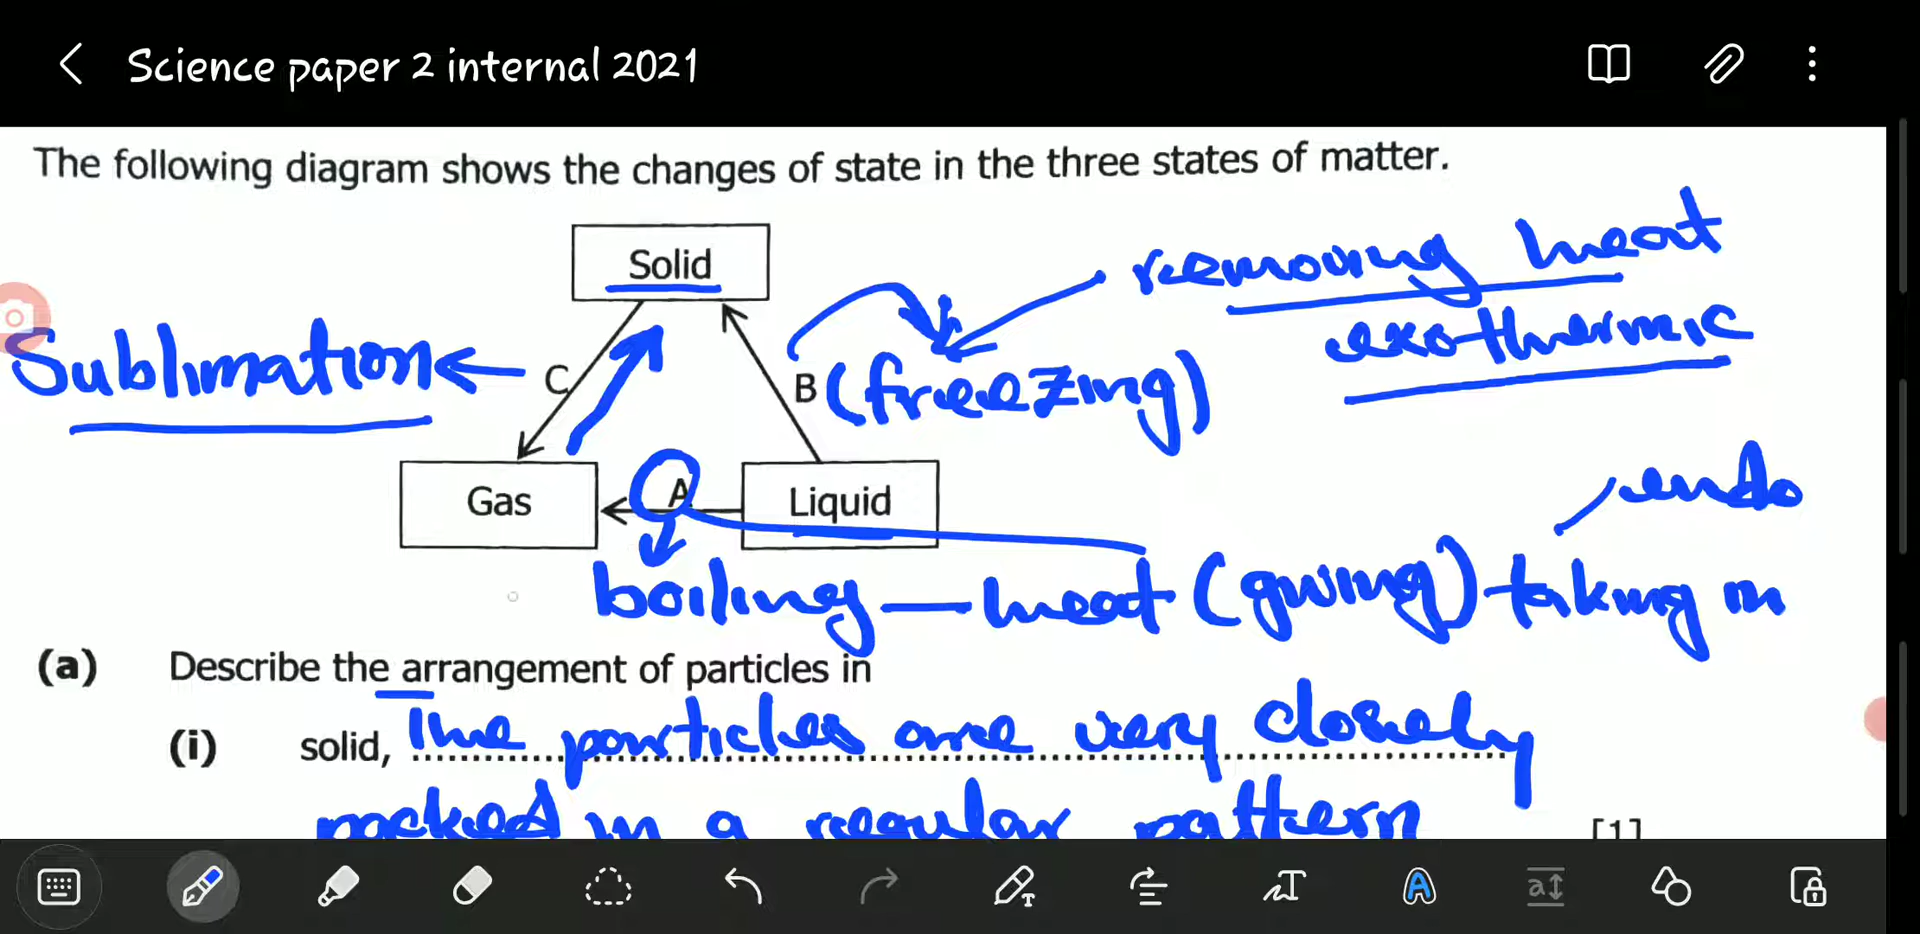 Science paper 2 internal 2021
The following diagram shows the changes of state in the three states of matter.
Solid
removing heat
exothermic
Sublimation
C
B (freezing)
Gas
A
Liquid
endo
boiling — heat (giving) taking in
(a) Describe the arrangement of particles in
(i) solid, The particles are very closely
packed in a regular pattern
[1]